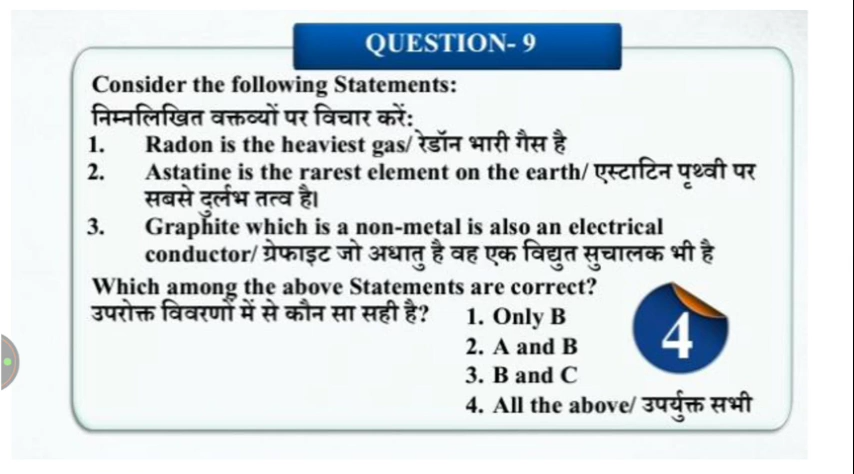 QUESTION- 9
Consider the following Statements:
निम्नलिखित वक्तव्यों पर विचार करें:
1. Radon is the heaviest gas/ रेडॉन भारी गैस है
2. Astatine is the rarest element on the earth/ एस्टाटिन पृथ्वी पर
सबसे दुर्लभ तत्व है।
3. Graphite which is a non-metal is also an electrical
conductor/ ग्रेफाइट जो अधातु है वह एक विद्युत सुचालक भी है
Which among the above Statements are correct?
उपरोक्त विवरणों में से कौन सा सही है? 1. Only B
2. A and B
3. B and C
4. All the above/ उपर्युक्त सभी
4